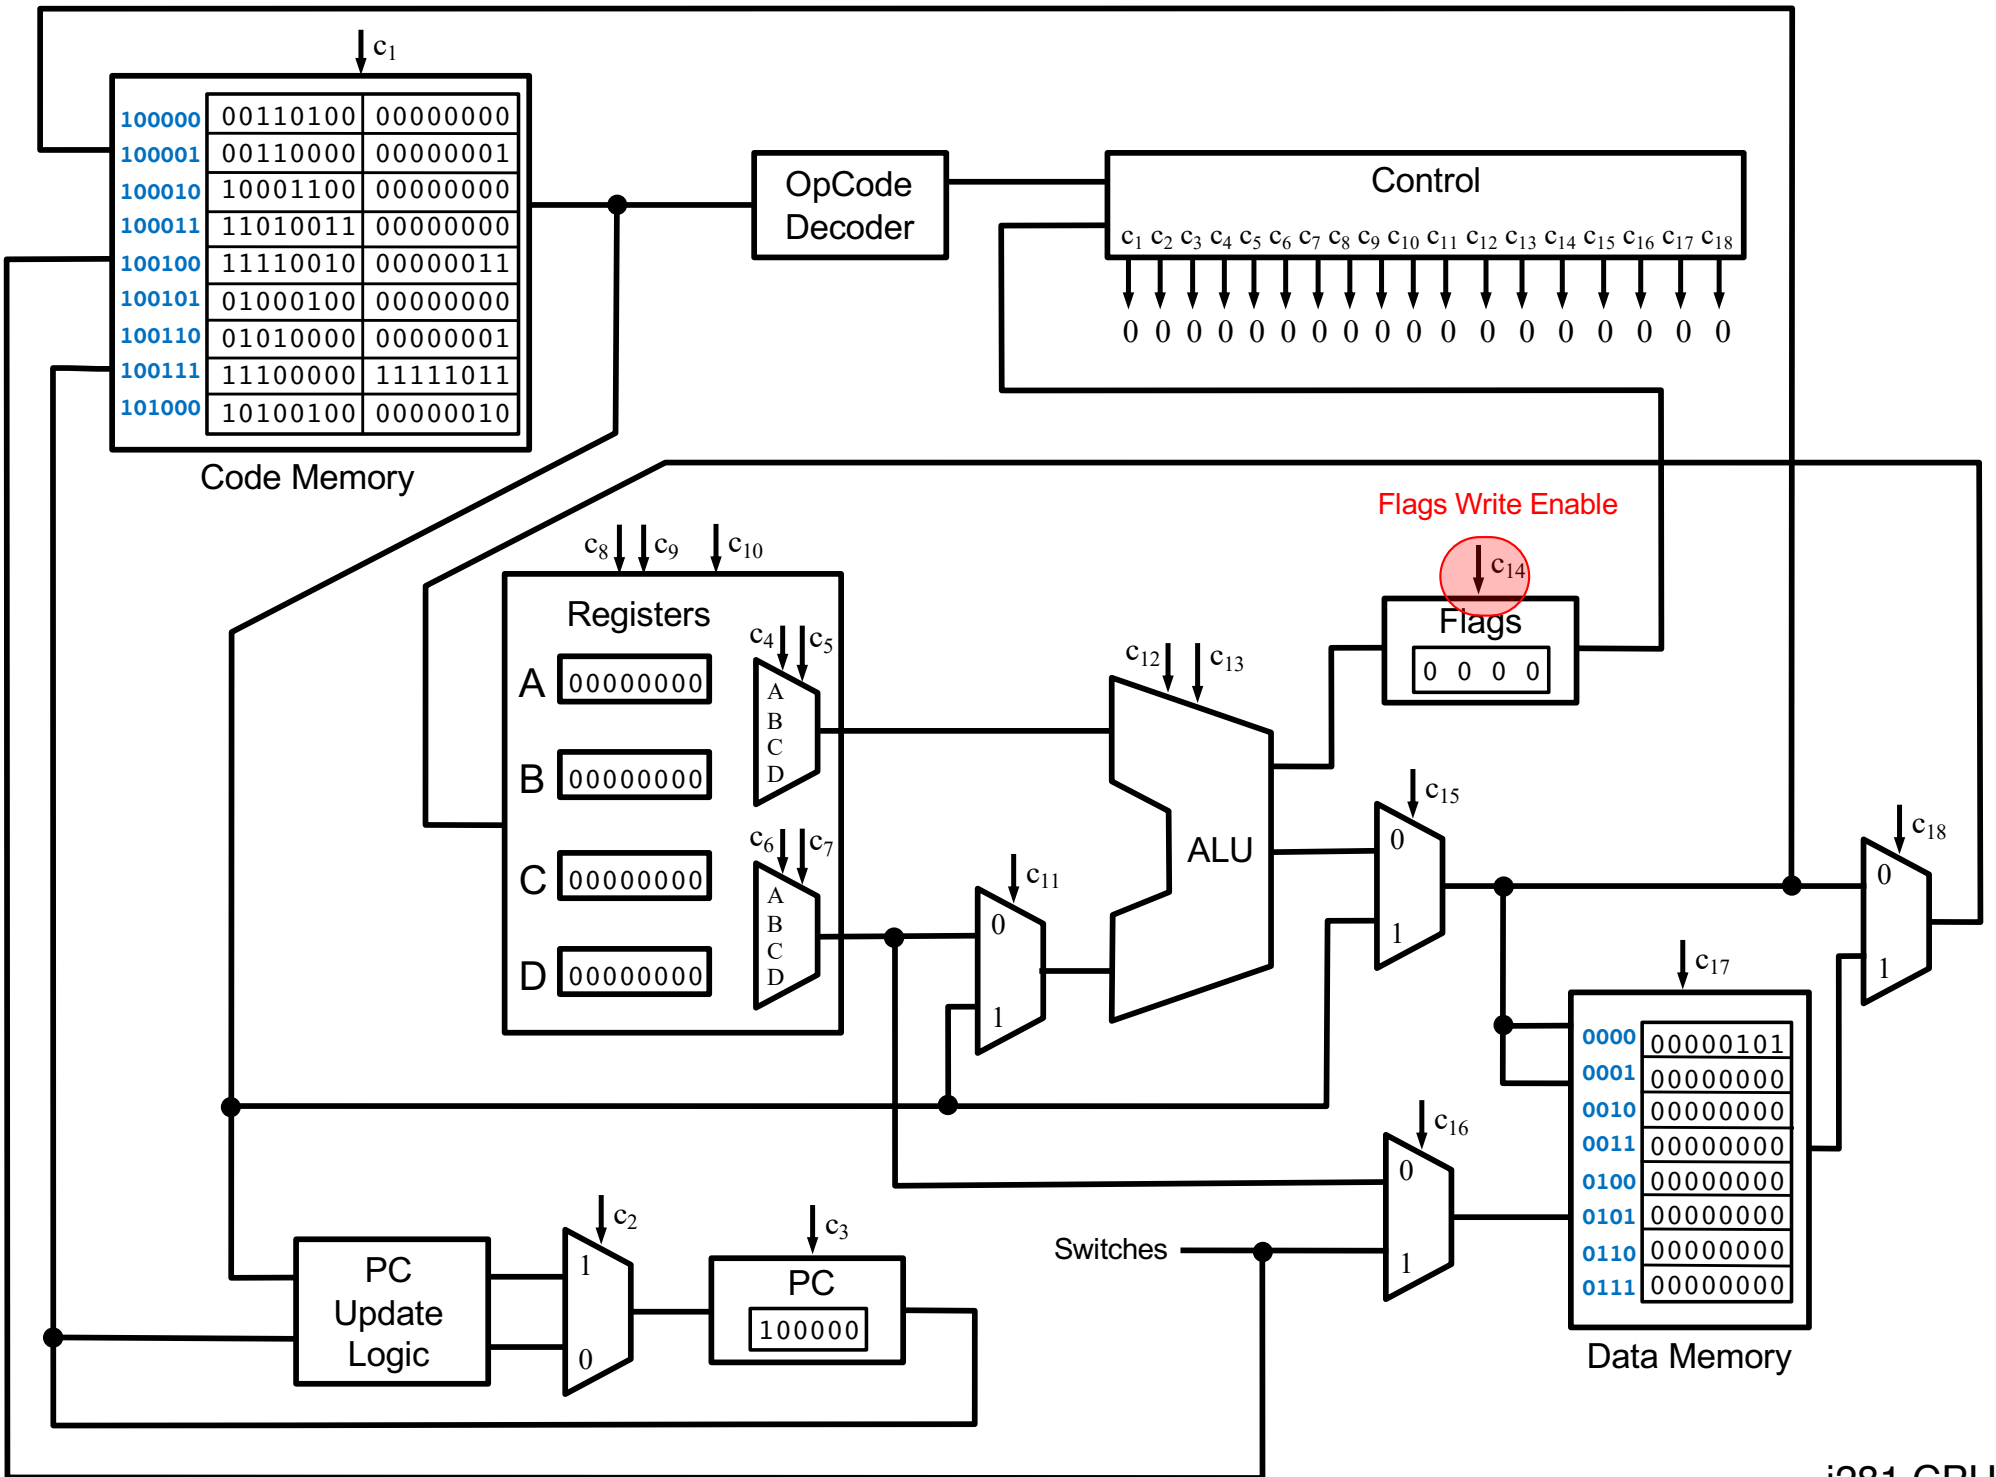 c1
100000 00110100 00000000
100001 00110000 00000001
100010 10001100 00000000
100011 11010011 00000000
100100 11110010 00000011
100101 01000100 00000000
100110 01010000 00000001
100111 11100000 11111011
101000 10100100 00000010
Code Memory
OpCode
Decoder
Control
c1 c2 c3 c4 c5 c6 c7 c8 c9 c10 c11 c12 c13 c14 c15 c16 c17 c18
0 0 0 0 0 0 0 0 0 0 0 0 0 0 0 0 0 0
Flags Write Enable
c14
Flags
0 0 0 0
c8 c9 c10
Registers
A 00000000
B 00000000
C 00000000
D 00000000
c4 c5
A
B
C
D
c6 c7
A
B
C
D
c11
0
1
c12 c13
ALU
c15
0
1
c18
0
1
c17
0000 00000101
0001 00000000
0010 00000000
0011 00000000
0100 00000000
0101 00000000
0110 00000000
0111 00000000
Data Memory
c16
0
1
Switches
PC
Update
Logic
c2
1
0
c3
PC
100000